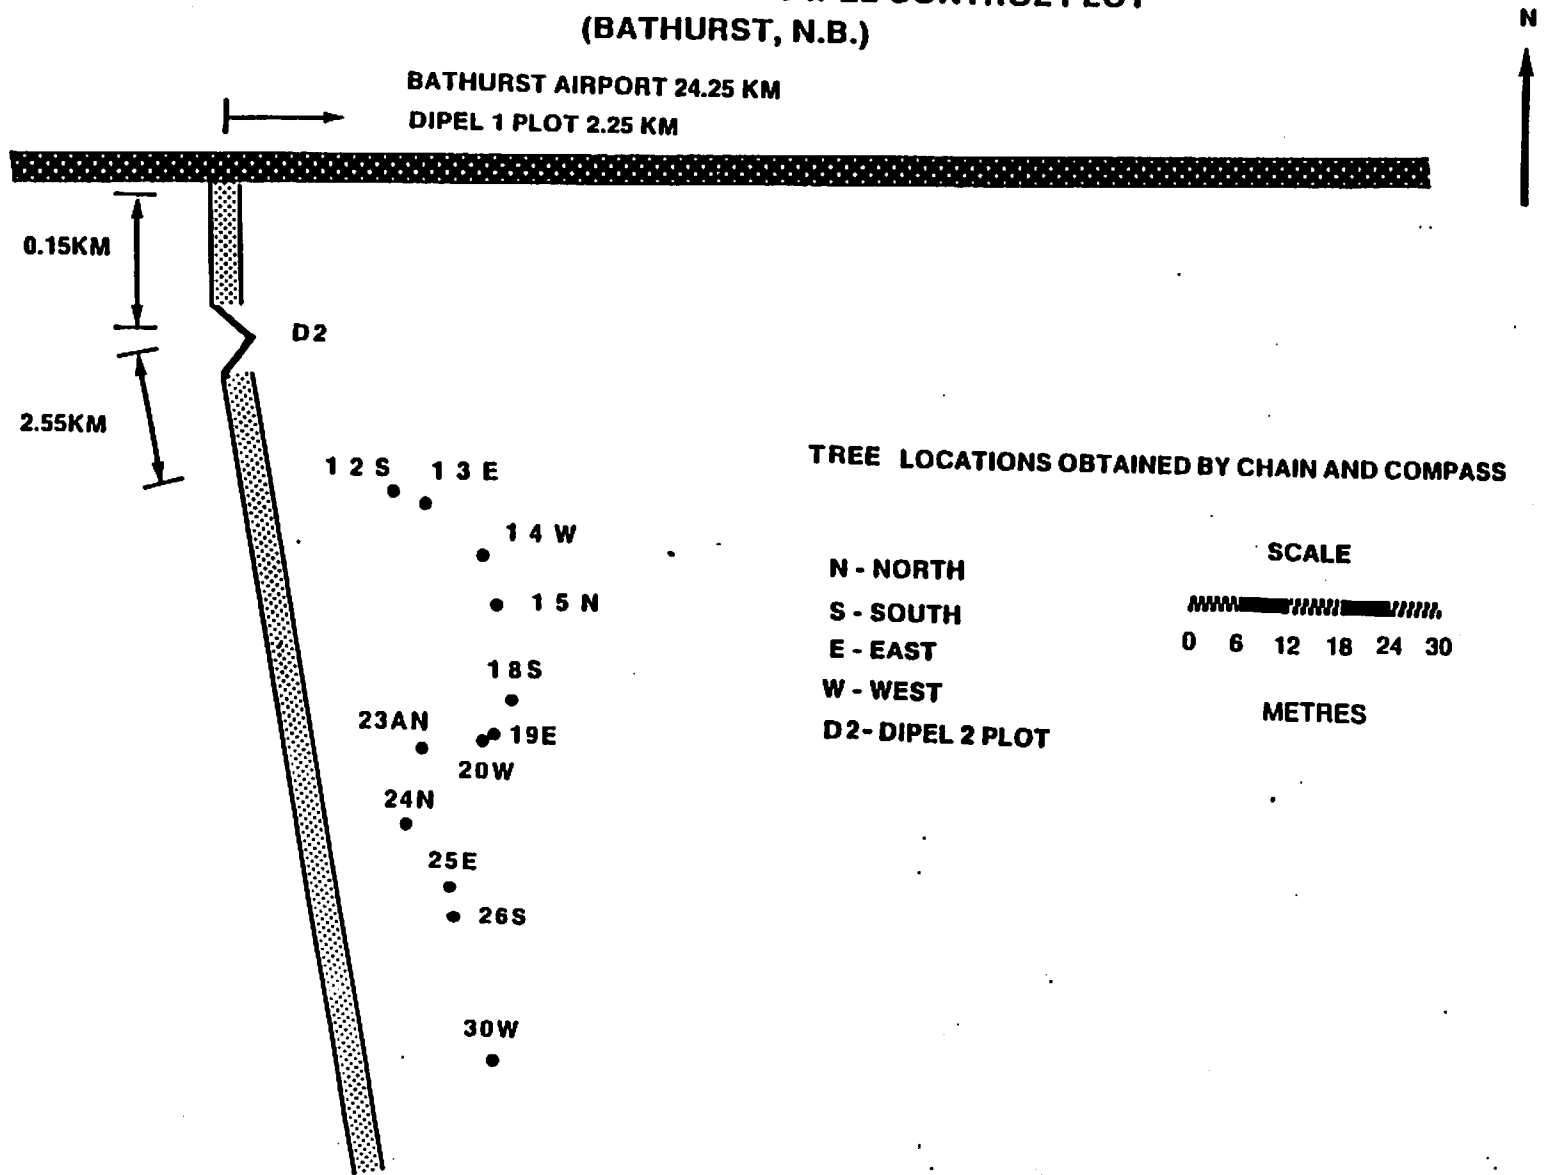 CONTROL PLOT
(BATHURST, N.B.)
N
BATHURST AIRPORT 24.25 KM
DIPEL 1 PLOT 2.25 KM
0.15KM
D2
2.55KM
1 2 S
1 3 E
TREE LOCATIONS OBTAINED BY CHAIN AND COMPASS
1 4 W
1 5 N
N - NORTH
S - SOUTH
E - EAST
W - WEST
D2- DIPEL 2 PLOT
SCALE
0 6 12 18 24 30
METRES
18S
23AN
19E
20W
24N
25E
26S
30W